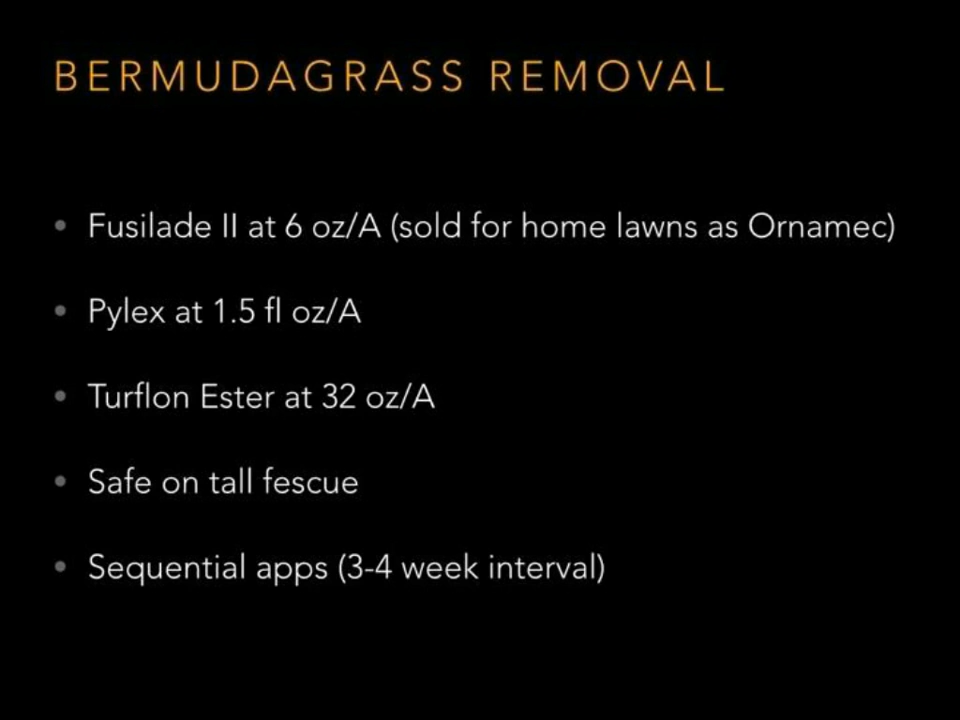 BERMUDAGRASS REMOVAL
• Fusilade II at 6 oz/A (sold for home lawns as Ornamec)
• Pylex at 1.5 fl oz/A
• Turflon Ester at 32 oz/A
• Safe on tall fescue
• Sequential apps (3-4 week interval)